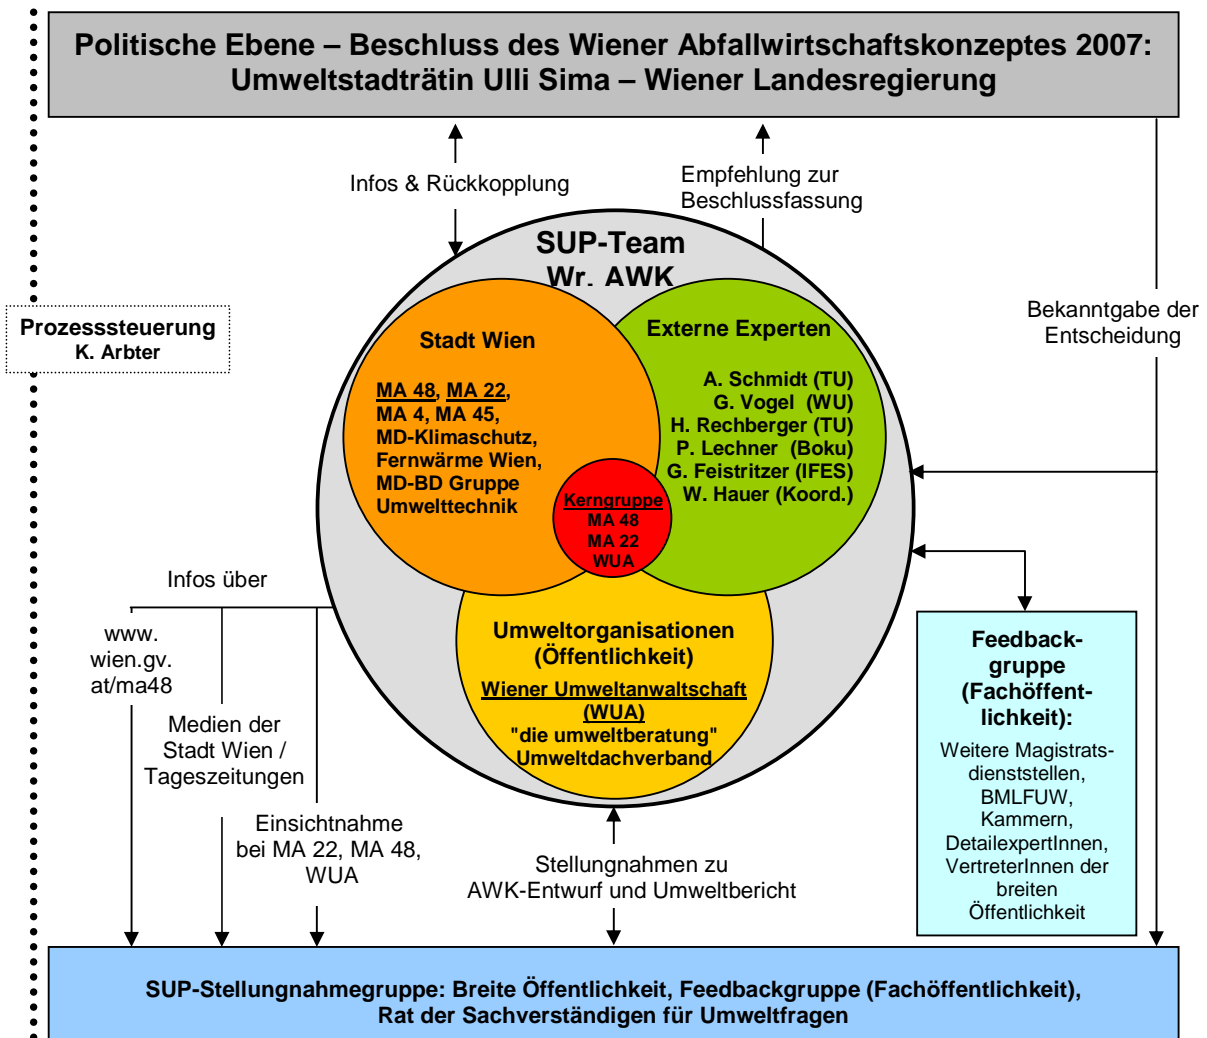 Politische Ebene – Beschluss des Wiener Abfallwirtschaftskonzeptes 2007:
Umweltstadträtin Ulli Sima – Wiener Landesregierung
Infos & Rückkopplung
Empfehlung zur
Beschlussfassung
SUP-Team
Wr. AWK
Prozesssteuerung
K. Arbter
Bekanntgabe der
Entscheidung
Stadt Wien
MA 48, MA 22,
MA 4, MA 45,
MD-Klimaschutz,
Fernwärme Wien,
MD-BD Gruppe
Umwelttechnik
Externe Experten
A. Schmidt (TU)
G. Vogel (WU)
H. Rechberger (TU)
P. Lechner (Boku)
G. Feistritzer (IFES)
W. Hauer (Koord.)
Kerngruppe
MA 48
MA 22
WUA
Umweltorganisationen
(Öffentlichkeit)
Wiener Umweltanwaltschaft
(WUA)
"die umweltberatung"
Umweltdachverband
Infos über
www.
wien.gv.
at/ma48
Medien der
Stadt Wien /
Tageszeitungen
Einsichtnahme
bei MA 22, MA 48,
WUA
Stellungnahmen zu
AWK-Entwurf und Umweltbericht
Feedback-
gruppe
(Fachöffent-
lichkeit):
Weitere Magistrats-
dienststellen,
BMLFUW,
Kammern,
DetailexpertInnen,
VertreterInnen der
breiten
Öffentlichkeit
SUP-Stellungnahmegruppe: Breite Öffentlichkeit, Feedbackgruppe (Fachöffentlichkeit),
Rat der Sachverständigen für Umweltfragen